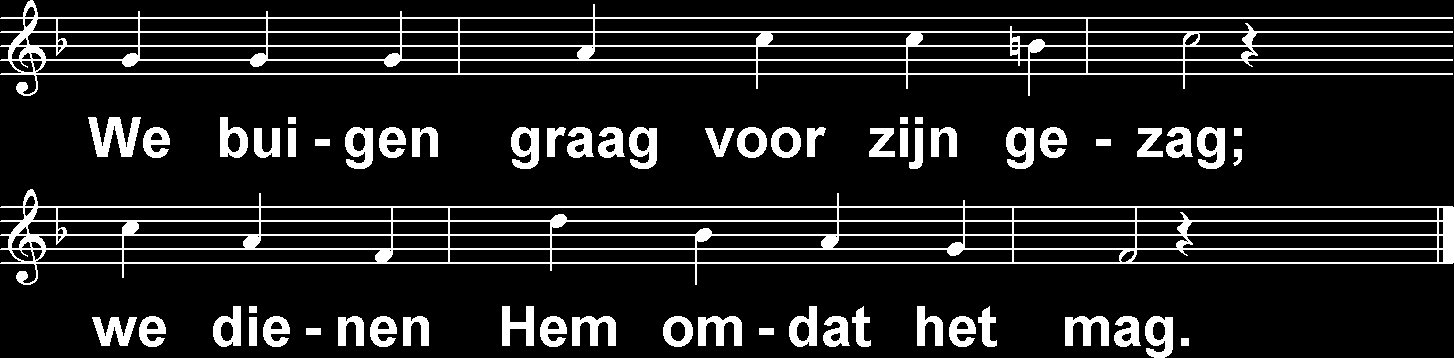 We bui - gen graag voor zijn ge - zag;
we die - nen Hem om - dat het mag.